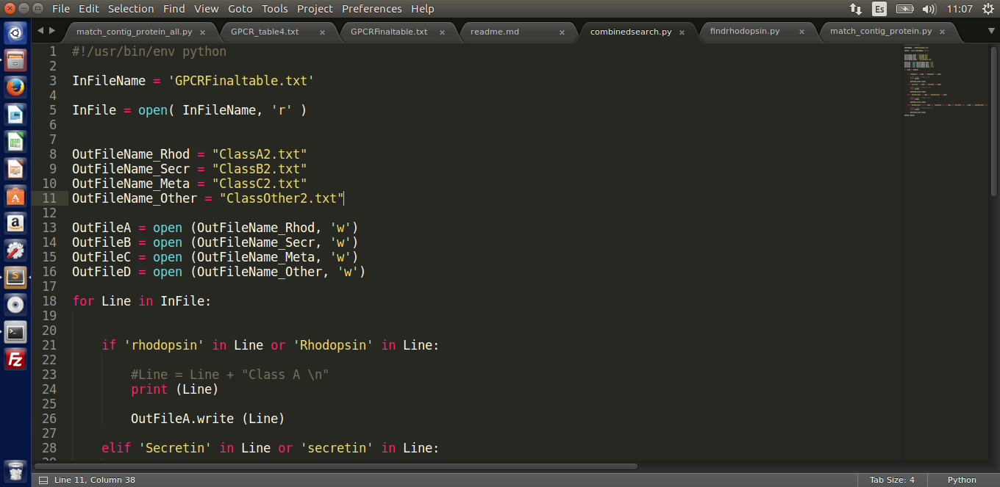 File Edit Selection Find View Goto Tools Project Preferences Help
Es 11:07
match_contig_protein_all.py × GPCR_table4.txt × GPCRFinaltable.txt × readme.md × combinedsearch.py × findrhodopsin.py × match_contig_protein.py ×
1 #!/usr/bin/env python
2
3 InFileName = 'GPCRFinaltable.txt'
4
5 InFile = open( InFileName, 'r' )
6
7
8 OutFileName_Rhod = "ClassA2.txt"
9 OutFileName_Secr = "ClassB2.txt"
10 OutFileName_Meta = "ClassC2.txt"
11 OutFileName_Other = "ClassOther2.txt"
12
13 OutFileA = open (OutFileName_Rhod, 'w')
14 OutFileB = open (OutFileName_Secr, 'w')
15 OutFileC = open (OutFileName_Meta, 'w')
16 OutFileD = open (OutFileName_Other, 'w')
17
18 for Line in InFile:
19
20
21 if 'rhodopsin' in Line or 'Rhodopsin' in Line:
22
23 #Line = Line + "Class A \n"
24 print (Line)
25
26 OutFileA.write (Line)
27
28 elif 'Secretin' in Line or 'secretin' in Line:
Line 11, Column 38
Tab Size: 4
Python